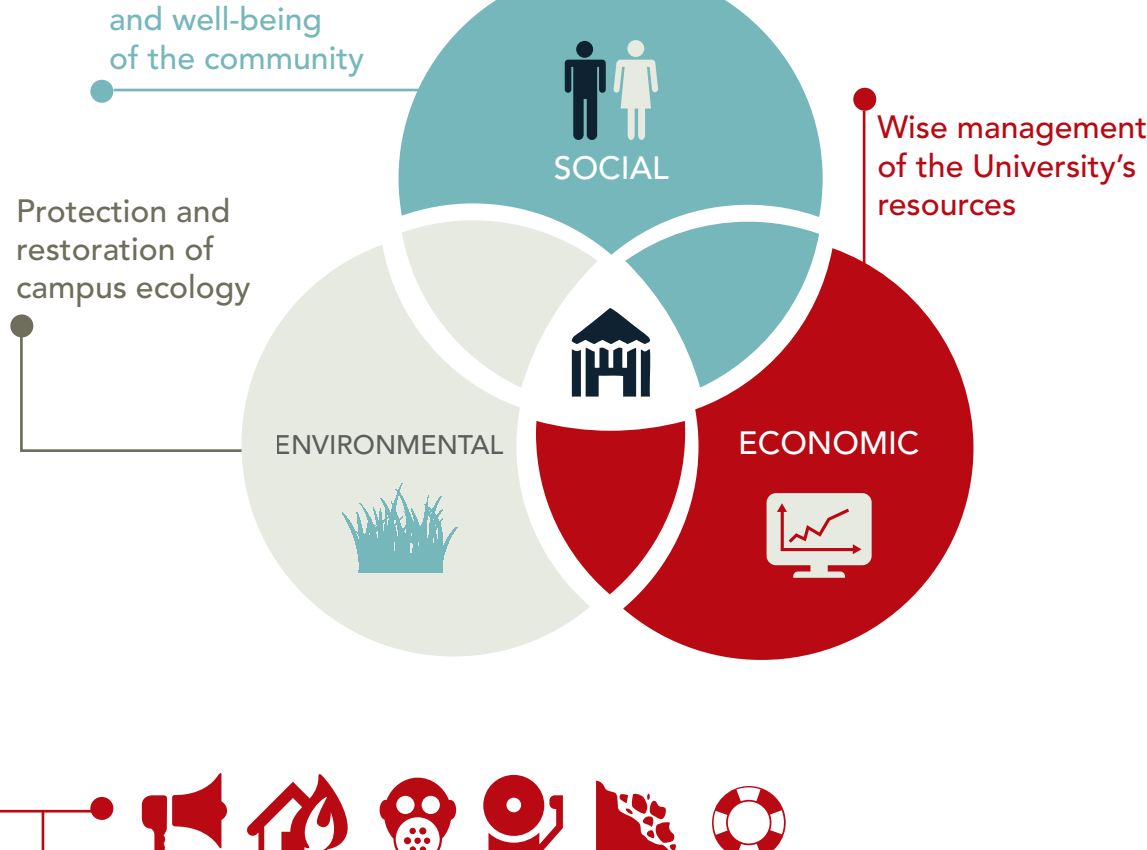 and well-being
of the community
SOCIAL
Wise management
of the University's
resources
Protection and
restoration of
campus ecology
ENVIRONMENTAL
ECONOMIC